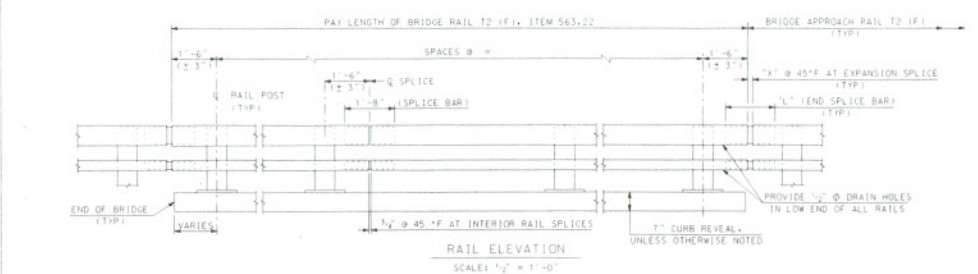 PAY LENGTH OF BRIDGE RAIL T2 (F), ITEM 563.22
BRIDGE APPROACH RAIL T2 (F)
(TYP)
1'-6"
(± 3")
SPACES @ =
1'-6"
(± 3")
"X" @ 45°F AT EXPANSION SPLICE
(TYP)
1'-6"
(± 3")
℄ SPLICE
℄ RAIL POST
(TYP)
1'-8" (SPLICE BAR)
"L" (END SPLICE BAR)
(TYP)
END OF BRIDGE
(TYP)
VARIES
3/4" @ 45 °F AT INTERIOR RAIL SPLICES
7" CURB REVEAL,
UNLESS OTHERWISE NOTED
PROVIDE 1/2" Φ DRAIN HOLES
IN LOW END OF ALL RAILS
RAIL ELEVATION
SCALE: 1/2" = 1'-0"